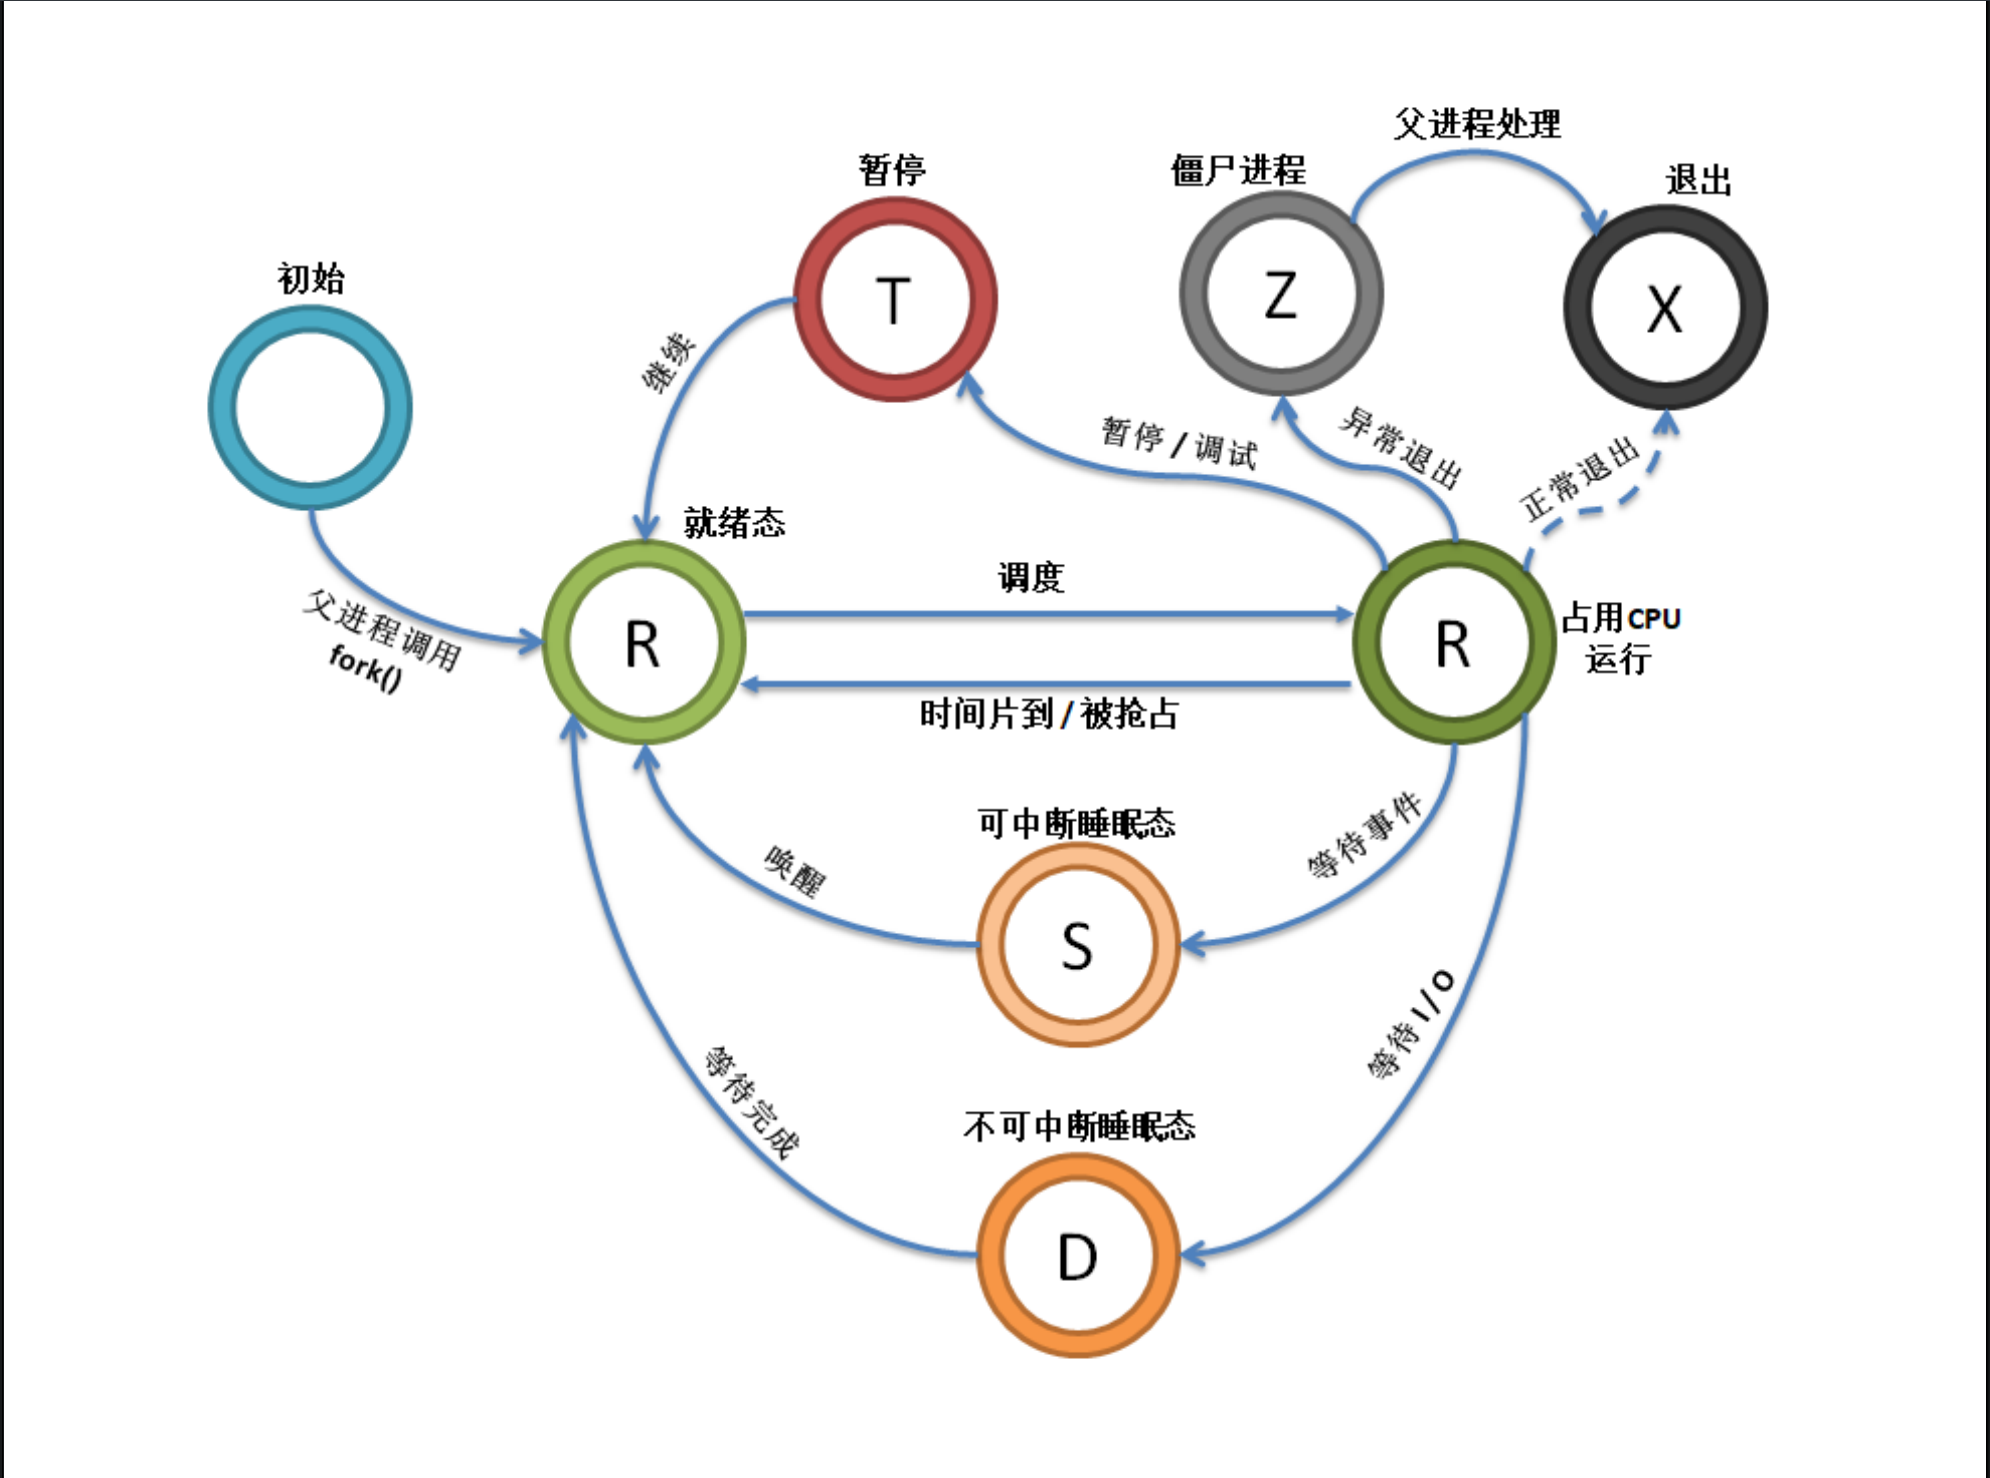 父进程处理
暂停
僵尸进程
退出
初始
T
Z
X
继续
暂停/调试
异常退出
正常退出
就绪态
调度
父进程调用
fork()
R
R
占用CPU
运行
时间片到/被抢占
可中断睡眠态
等待事件
唤醒
S
等待I/O
等待完成
不可中断睡眠态
D